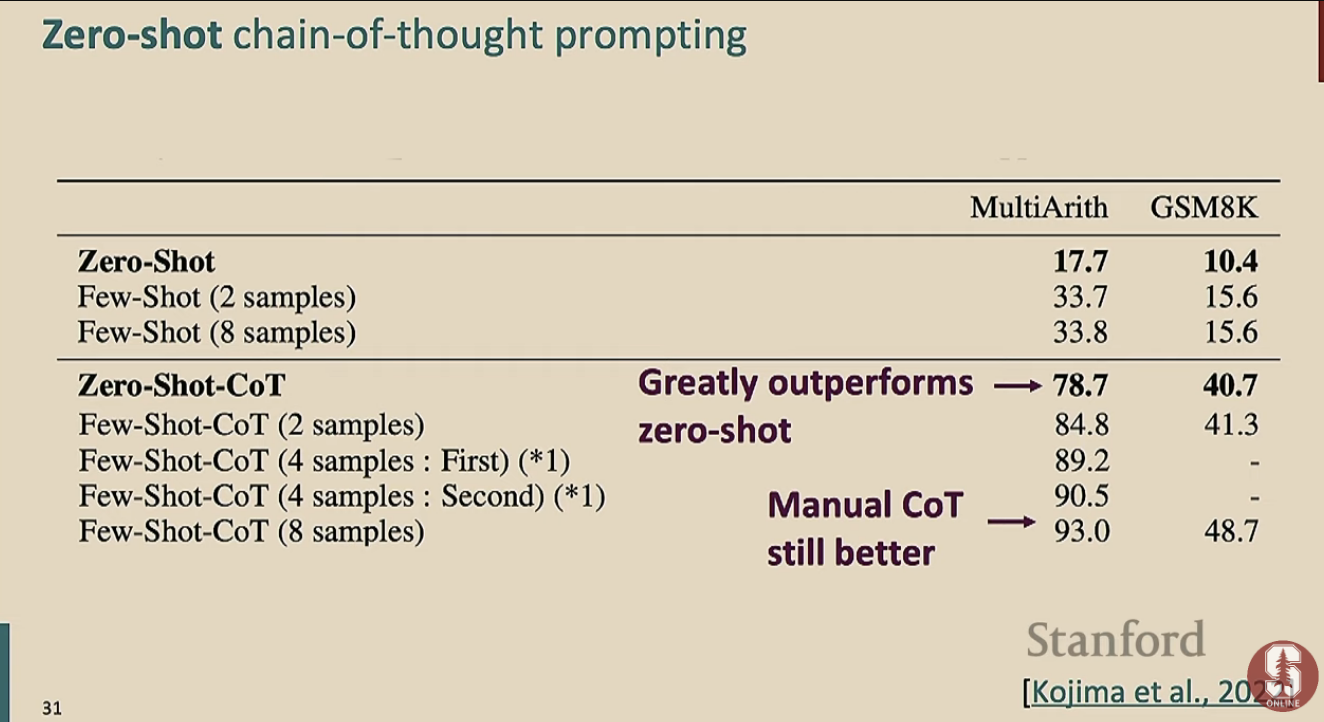 Zero-shot chain-of-thought prompting
MultiArith GSM8K
Zero-Shot 17.7 10.4
Few-Shot (2 samples) 33.7 15.6
Few-Shot (8 samples) 33.8 15.6
Zero-Shot-CoT Greatly outperforms → 78.7 40.7
zero-shot
Few-Shot-CoT (2 samples) 84.8 41.3
Few-Shot-CoT (4 samples : First) (*1) 89.2 -
Few-Shot-CoT (4 samples : Second) (*1) 90.5 -
Manual CoT →
still better
Few-Shot-CoT (8 samples) 93.0 48.7
Stanford
[Kojima et al., 202
S
ONLINE
31